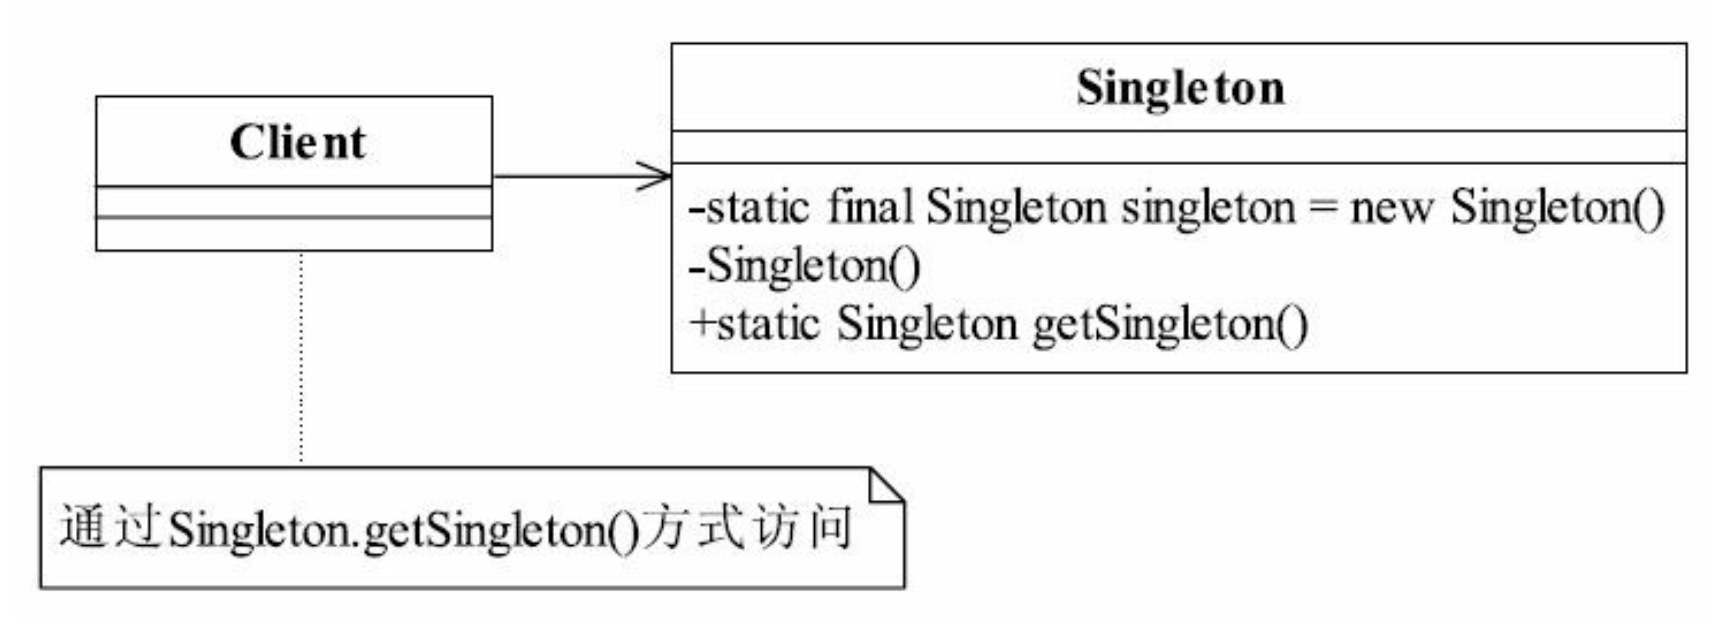 Client
Singleton
-static final Singleton singleton = new Singleton()
-Singleton()
+static Singleton getSingleton()
通过Singleton.getSingleton()方式访问